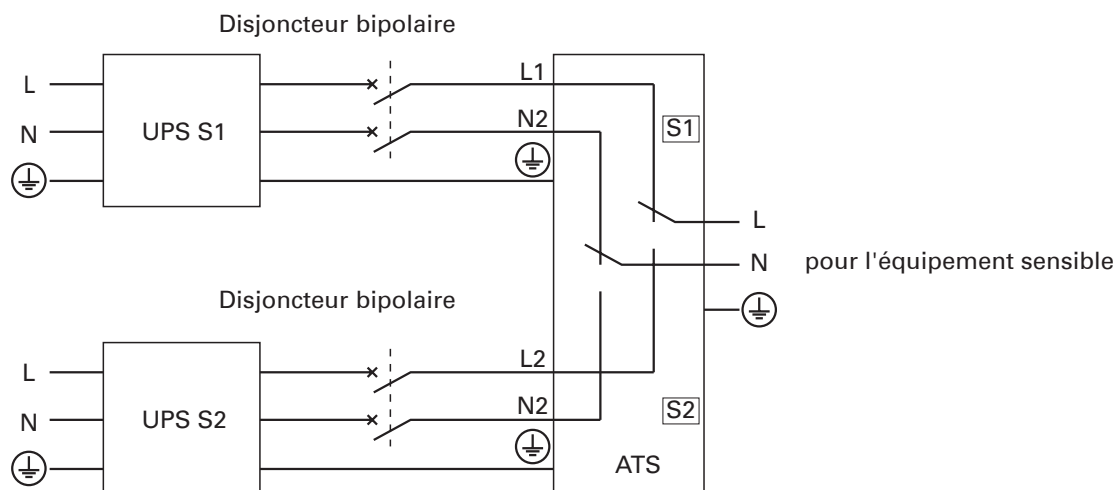 Disjoncteur bipolaire
L
L1
N
UPS S1
N2
S1
L
N
pour l'équipement sensible
Disjoncteur bipolaire
L
L2
N
UPS S2
N2
S2
ATS